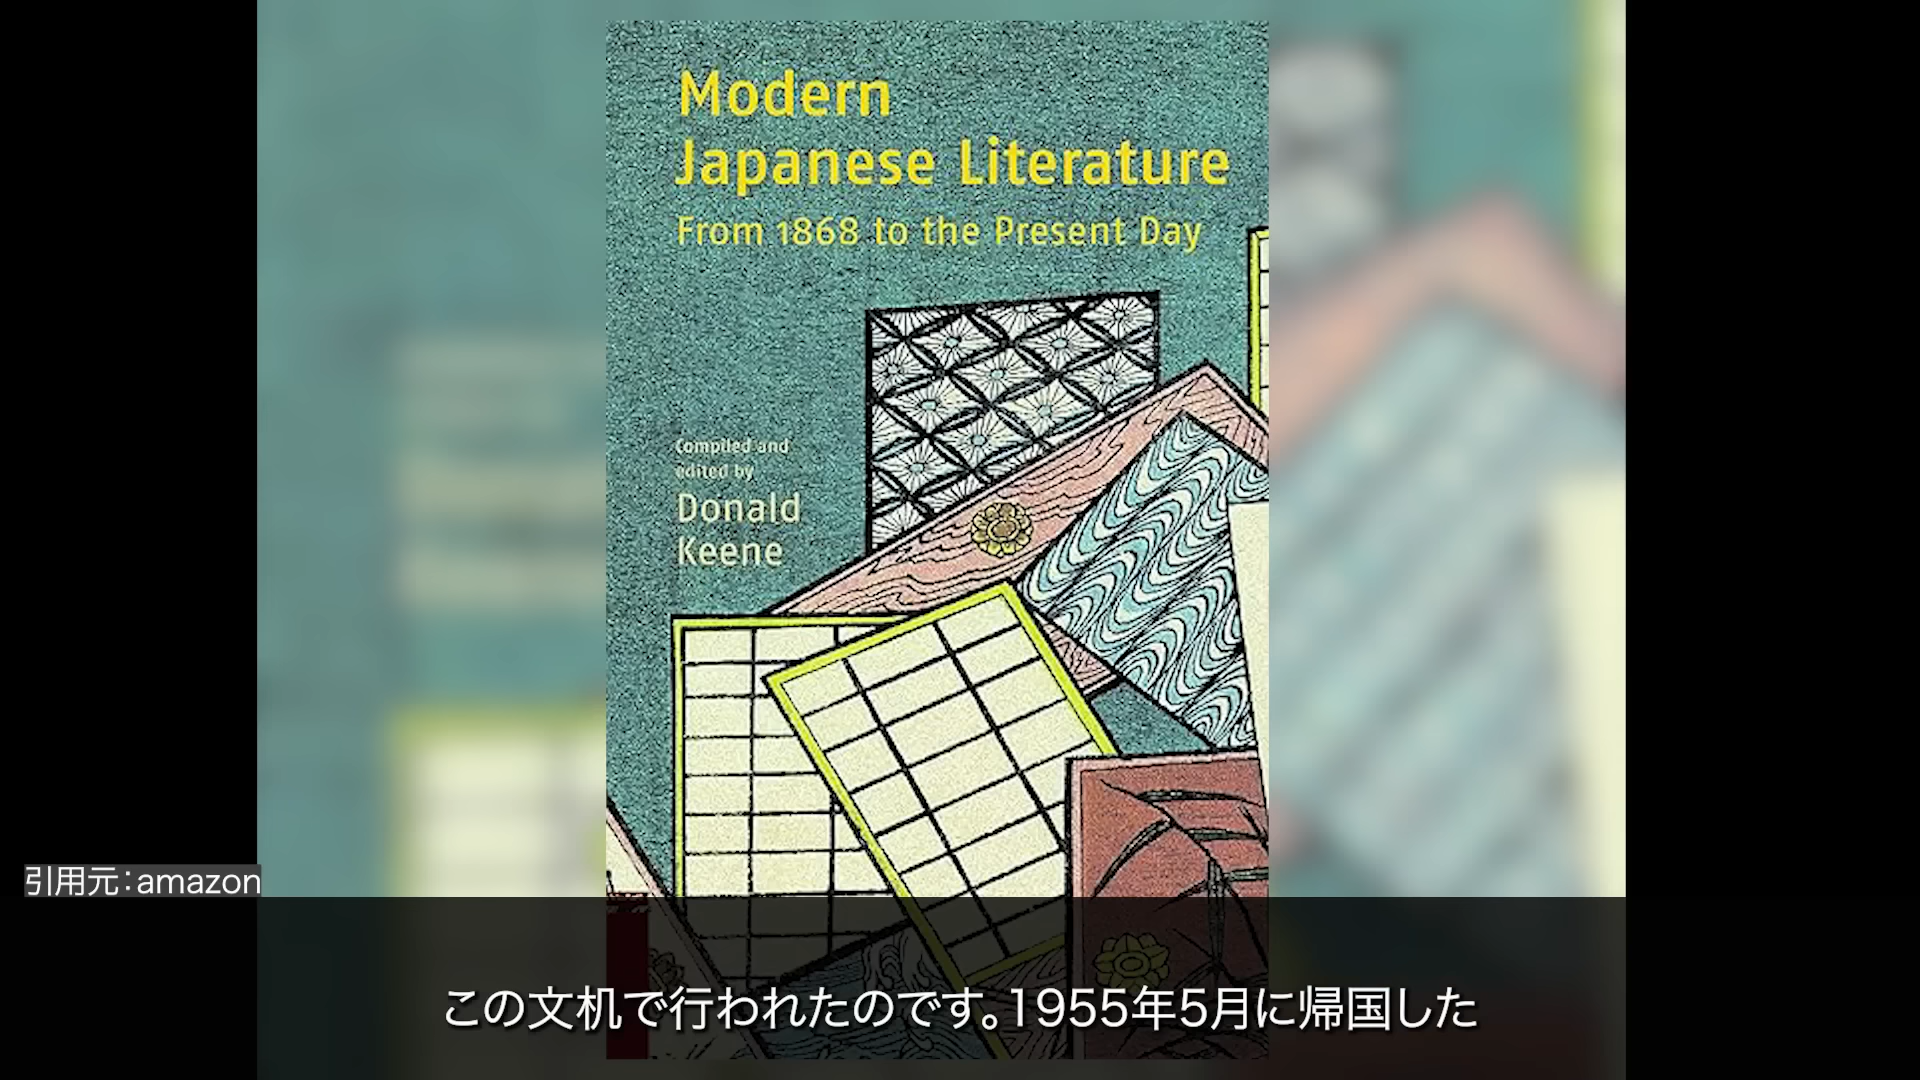 Modern
Japanese Literature
From 1868 to the Present Day
Compiled and
edited by
Donald
Keene
引用元：amazon
この文机で行われたのです。1955年5月に帰国した